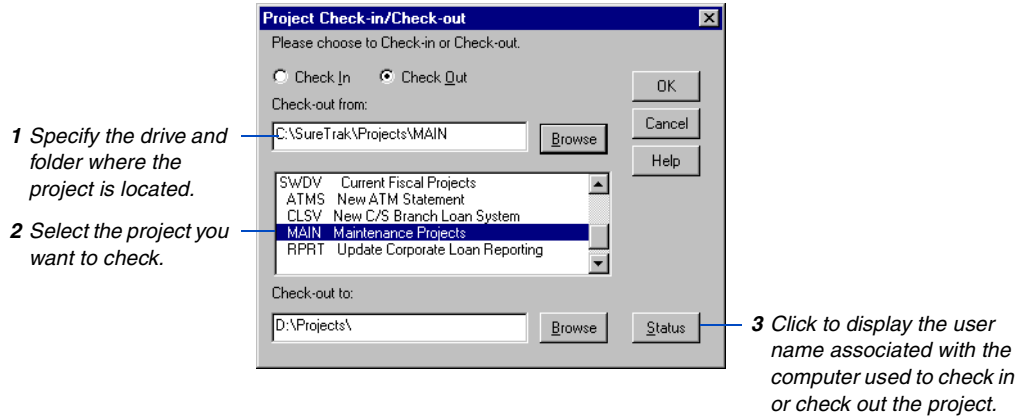 Project Check-in/Check-out
Please choose to Check-in or Check-out.
Check In Check Out
OK
Check-out from:
C:\SureTrak\Projects\MAIN
Browse
Cancel
Help
1 Specify the drive and
folder where the
project is located.
SWDV Current Fiscal Projects
ATMS New ATM Statement
CLSV New C/S Branch Loan System
MAIN Maintenance Projects
RPRT Update Corporate Loan Reporting
2 Select the project you
want to check.
Check-out to:
D:\Projects\
Browse
Status
3 Click to display the user
name associated with the
computer used to check in
or check out the project.